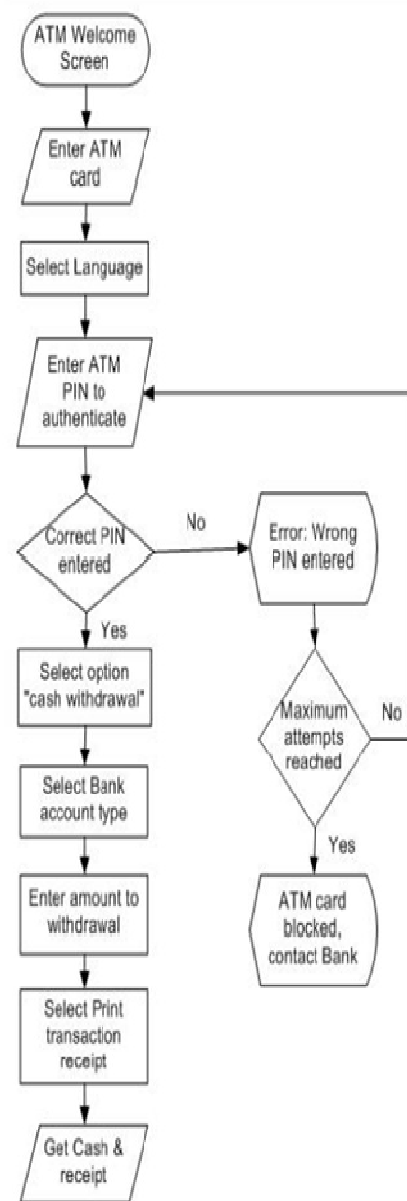 ATM Welcome
Screen
Enter ATM
card
Select Language
Enter ATM
PIN to
authenticate
Correct PIN
entered
No
Error: Wrong
PIN entered
Yes
Select option
"cash withdrawal"
Maximum
attempts
reached
No
Select Bank
account type
Yes
Enter amount to
withdrawal
ATM card
blocked,
contact Bank
Select Print
transaction
receipt
Get Cash &
receipt